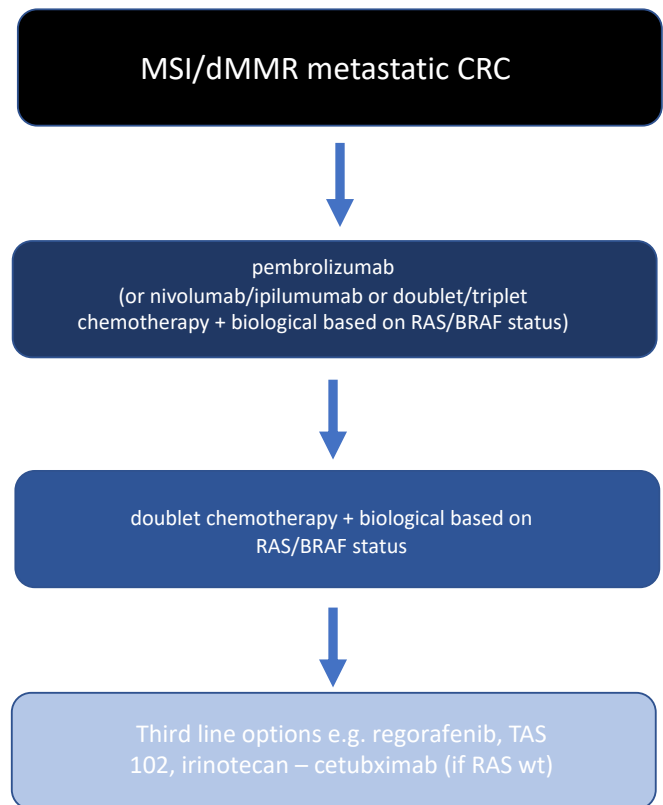 MSI/dMMR metastatic CRC
pembrolizumab
(or nivolumab/ipilumumab or doublet/triplet
chemotherapy + biological based on RAS/BRAF status)
doublet chemotherapy + biological based on
RAS/BRAF status
Third line options e.g. regorafenib, TAS
102, irinotecan – cetubximab (if RAS wt)